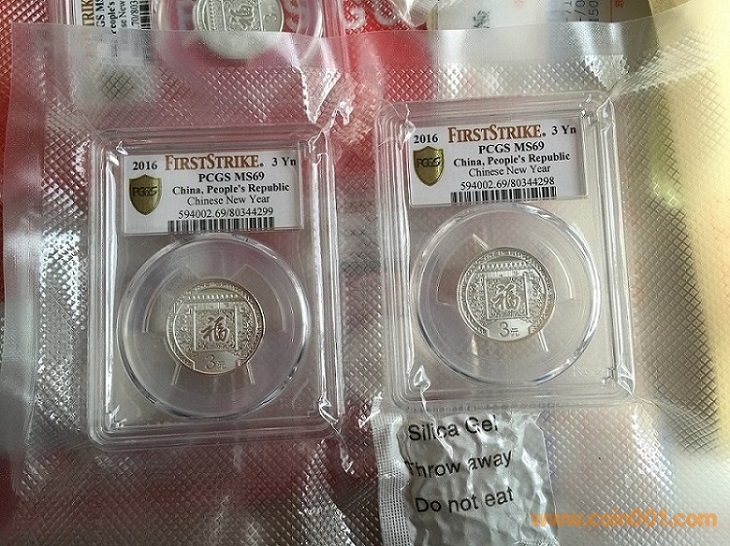 2016 FIRSTSTRIKE. 3 Yn
PCGS MS69
China, People's Republic
Chinese New Year
594002.69/80344299
PCGS
福
3元
2016 FIRSTSTRIKE. 3 Yn
PCGS MS69
China, People's Republic
Chinese New Year
594002.69/80344298
PCGS
福
3元
Silica Gel
Throw away
Do not eat
www.coin001.com